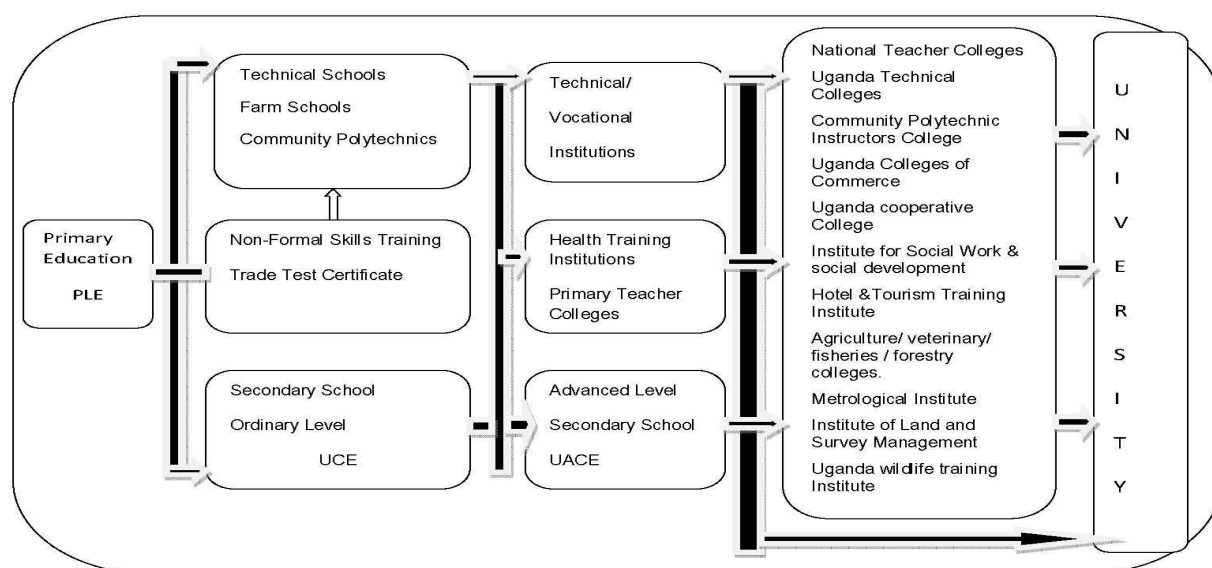 Primary
Education
PLE
Technical Schools
Farm Schools
Community Polytechnics
Non-Formal Skills Training
Trade Test Certificate
Secondary School
Ordinary Level
UCE
Technical/
Vocational
Institutions
Health Training
Institutions
Primary Teacher
Colleges
Advanced Level
Secondary School
UACE
National Teacher Colleges
Uganda Technical
Colleges
Community Polytechnic
Instructors College
Uganda Colleges of
Commerce
Uganda cooperative
College
Institute for Social Work &
social development
Hotel &Tourism Training
Institute
Agriculture/ veterinary/
fisheries / forestry
colleges.
Metrological Institute
Institute of Land and
Survey Management
Uganda wildlife training
Institute
U
N
I
V
E
R
S
I
T
Y